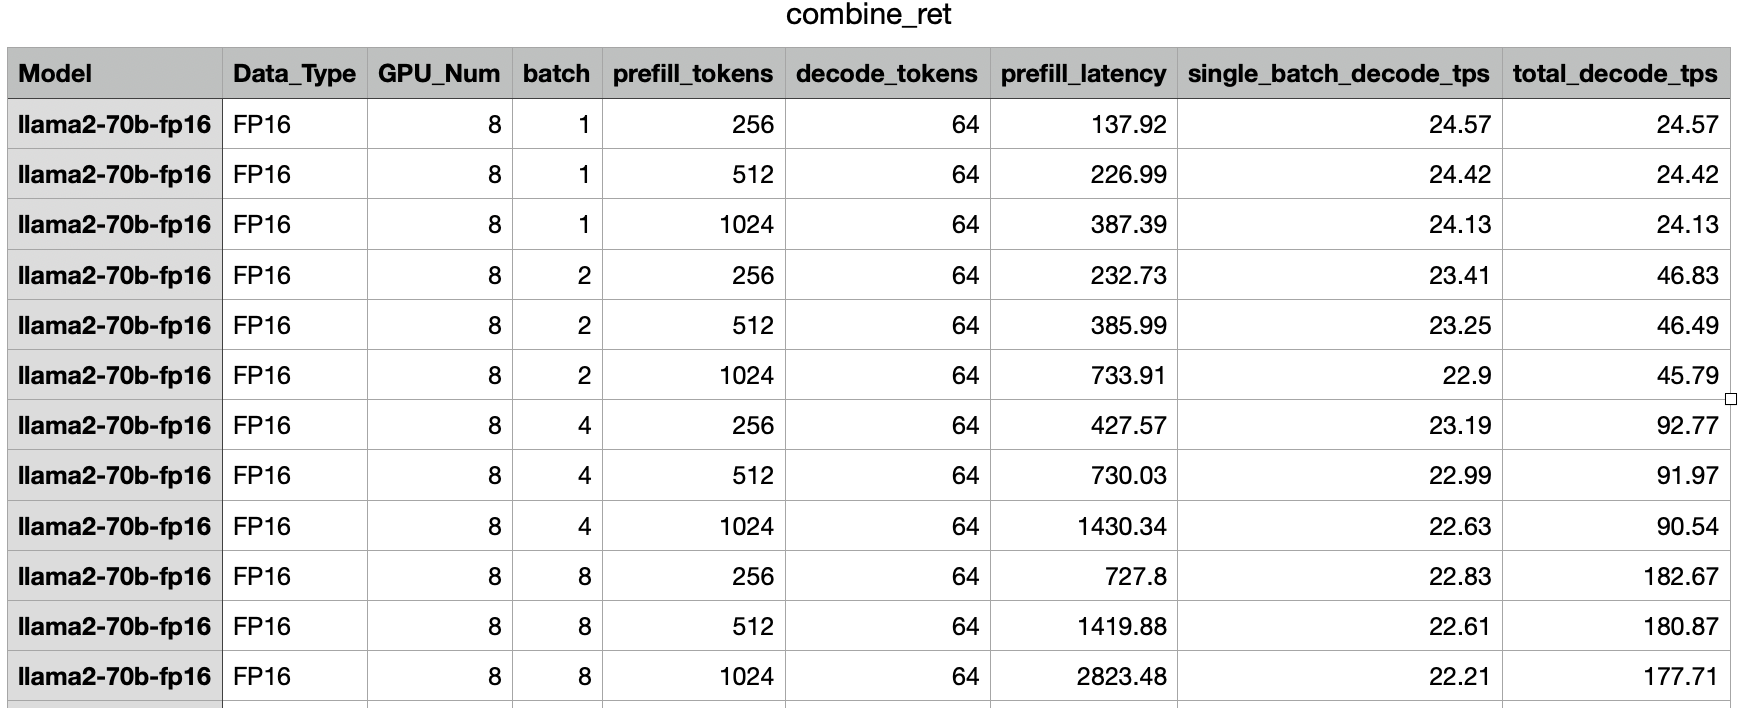 combine_ret
Model Data_Type GPU_Num batch prefill_tokens decode_tokens prefill_latency single_batch_decode_tps total_decode_tps
llama2-70b-fp16 FP16 8 1 256 64 137.92 24.57 24.57
llama2-70b-fp16 FP16 8 1 512 64 226.99 24.42 24.42
llama2-70b-fp16 FP16 8 1 1024 64 387.39 24.13 24.13
llama2-70b-fp16 FP16 8 2 256 64 232.73 23.41 46.83
llama2-70b-fp16 FP16 8 2 512 64 385.99 23.25 46.49
llama2-70b-fp16 FP16 8 2 1024 64 733.91 22.9 45.79
llama2-70b-fp16 FP16 8 4 256 64 427.57 23.19 92.77
llama2-70b-fp16 FP16 8 4 512 64 730.03 22.99 91.97
llama2-70b-fp16 FP16 8 4 1024 64 1430.34 22.63 90.54
llama2-70b-fp16 FP16 8 8 256 64 727.8 22.83 182.67
llama2-70b-fp16 FP16 8 8 512 64 1419.88 22.61 180.87
llama2-70b-fp16 FP16 8 8 1024 64 2823.48 22.21 177.71